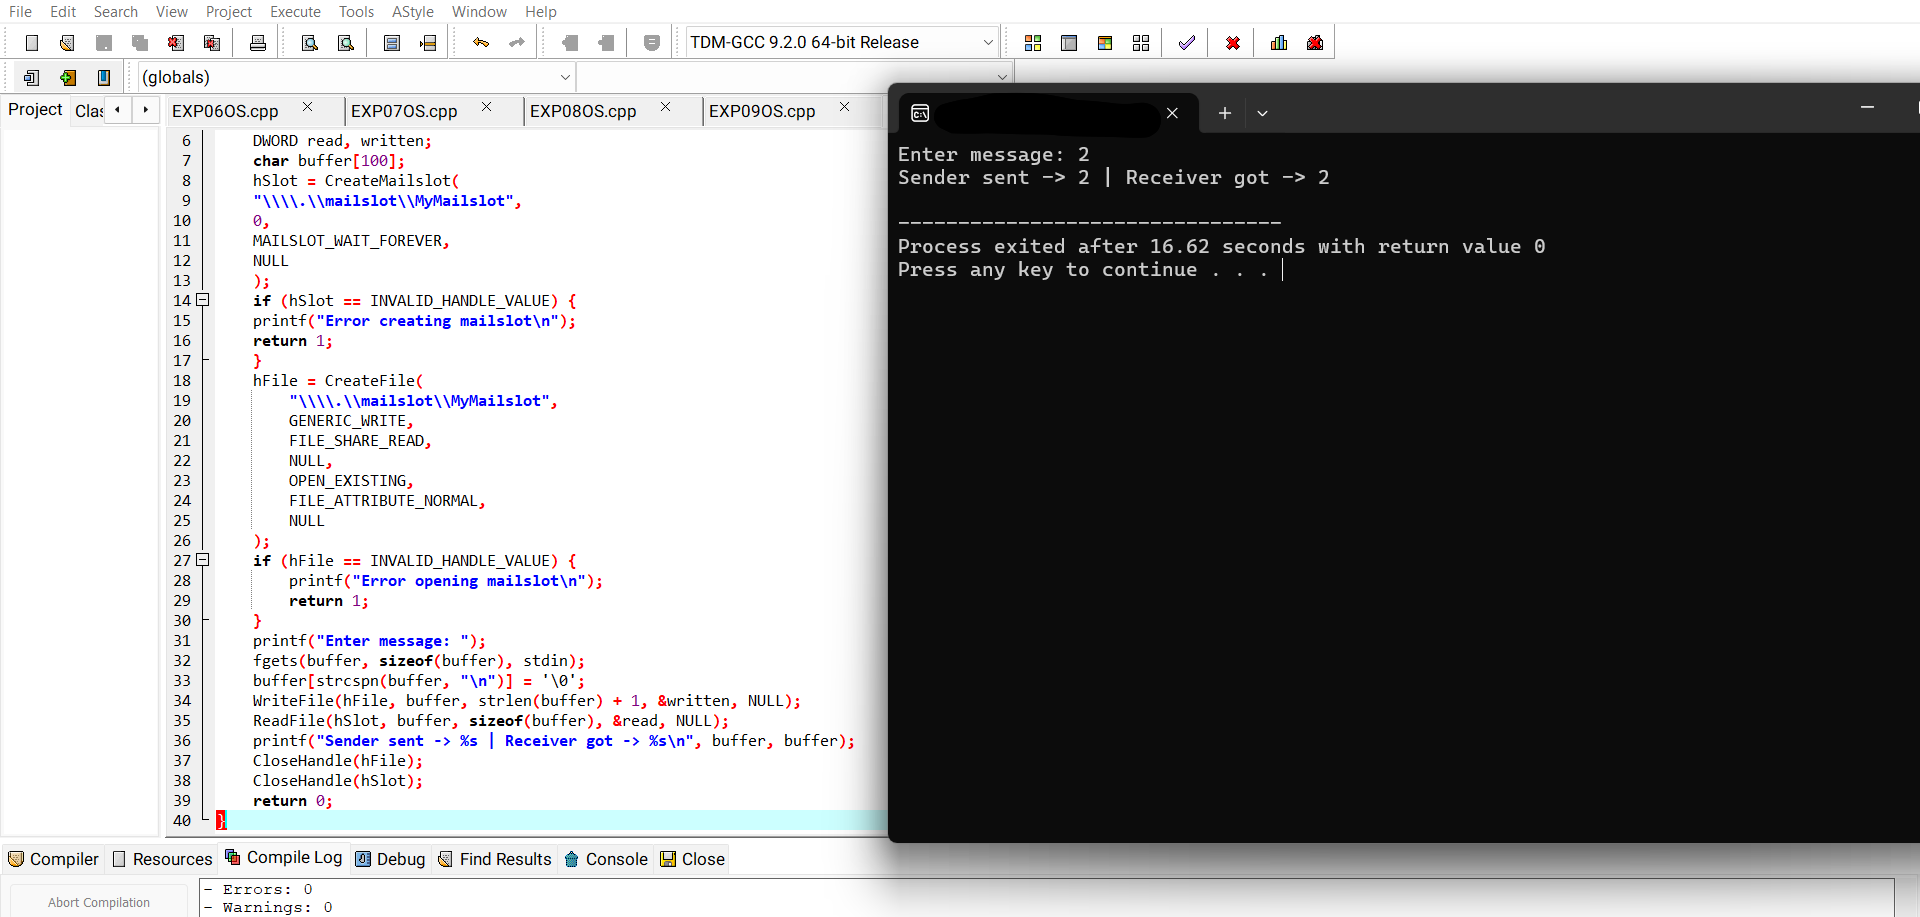 File Edit Search View Project Execute Tools AStyle Window Help
TDM-GCC 9.2.0 64-bit Release
(globals)
Project Clas
EXP06OS.cpp EXP07OS.cpp EXP08OS.cpp EXP09OS.cpp
6 DWORD read, written;
7 char buffer[100];
8 hSlot = CreateMailslot(
9 "\\\\.\\mailslot\\MyMailslot",
10 0,
11 MAILSLOT_WAIT_FOREVER,
12 NULL
13 );
14 if (hSlot == INVALID_HANDLE_VALUE) {
15 printf("Error creating mailslot\n");
16 return 1;
17 }
18 hFile = CreateFile(
19 "\\\\.\\mailslot\\MyMailslot",
20 GENERIC_WRITE,
21 FILE_SHARE_READ,
22 NULL,
23 OPEN_EXISTING,
24 FILE_ATTRIBUTE_NORMAL,
25 NULL
26 );
27 if (hFile == INVALID_HANDLE_VALUE) {
28 printf("Error opening mailslot\n");
29 return 1;
30 }
31 printf("Enter message: ");
32 fgets(buffer, sizeof(buffer), stdin);
33 buffer[strcspn(buffer, "\n")] = '\0';
34 WriteFile(hFile, buffer, strlen(buffer) + 1, &written, NULL);
35 ReadFile(hSlot, buffer, sizeof(buffer), &read, NULL);
36 printf("Sender sent -> %s | Receiver got -> %s\n", buffer, buffer);
37 CloseHandle(hFile);
38 CloseHandle(hSlot);
39 return 0;
40 }
Enter message: 2
Sender sent -> 2 | Receiver got -> 2
--------------------------------
Process exited after 16.62 seconds with return value 0
Press any key to continue . . .
Compiler Resources Compile Log Debug Find Results Console Close
Abort Compilation
- Errors: 0
- Warnings: 0